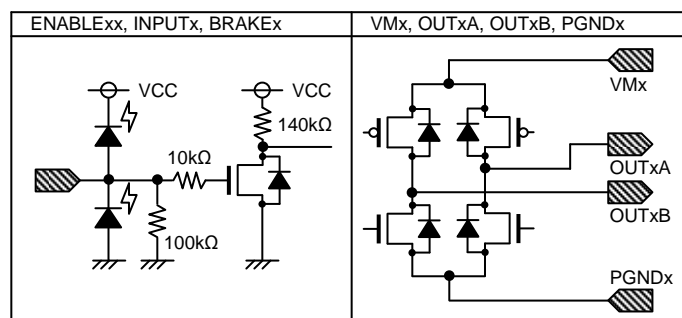 ENABLExx, INPUTx, BRAKEx
VCC
VCC
140kΩ
10kΩ
100kΩ
VMx, OUTxA, OUTxB, PGNDx
VMx
OUTxA
OUTxB
PGNDx